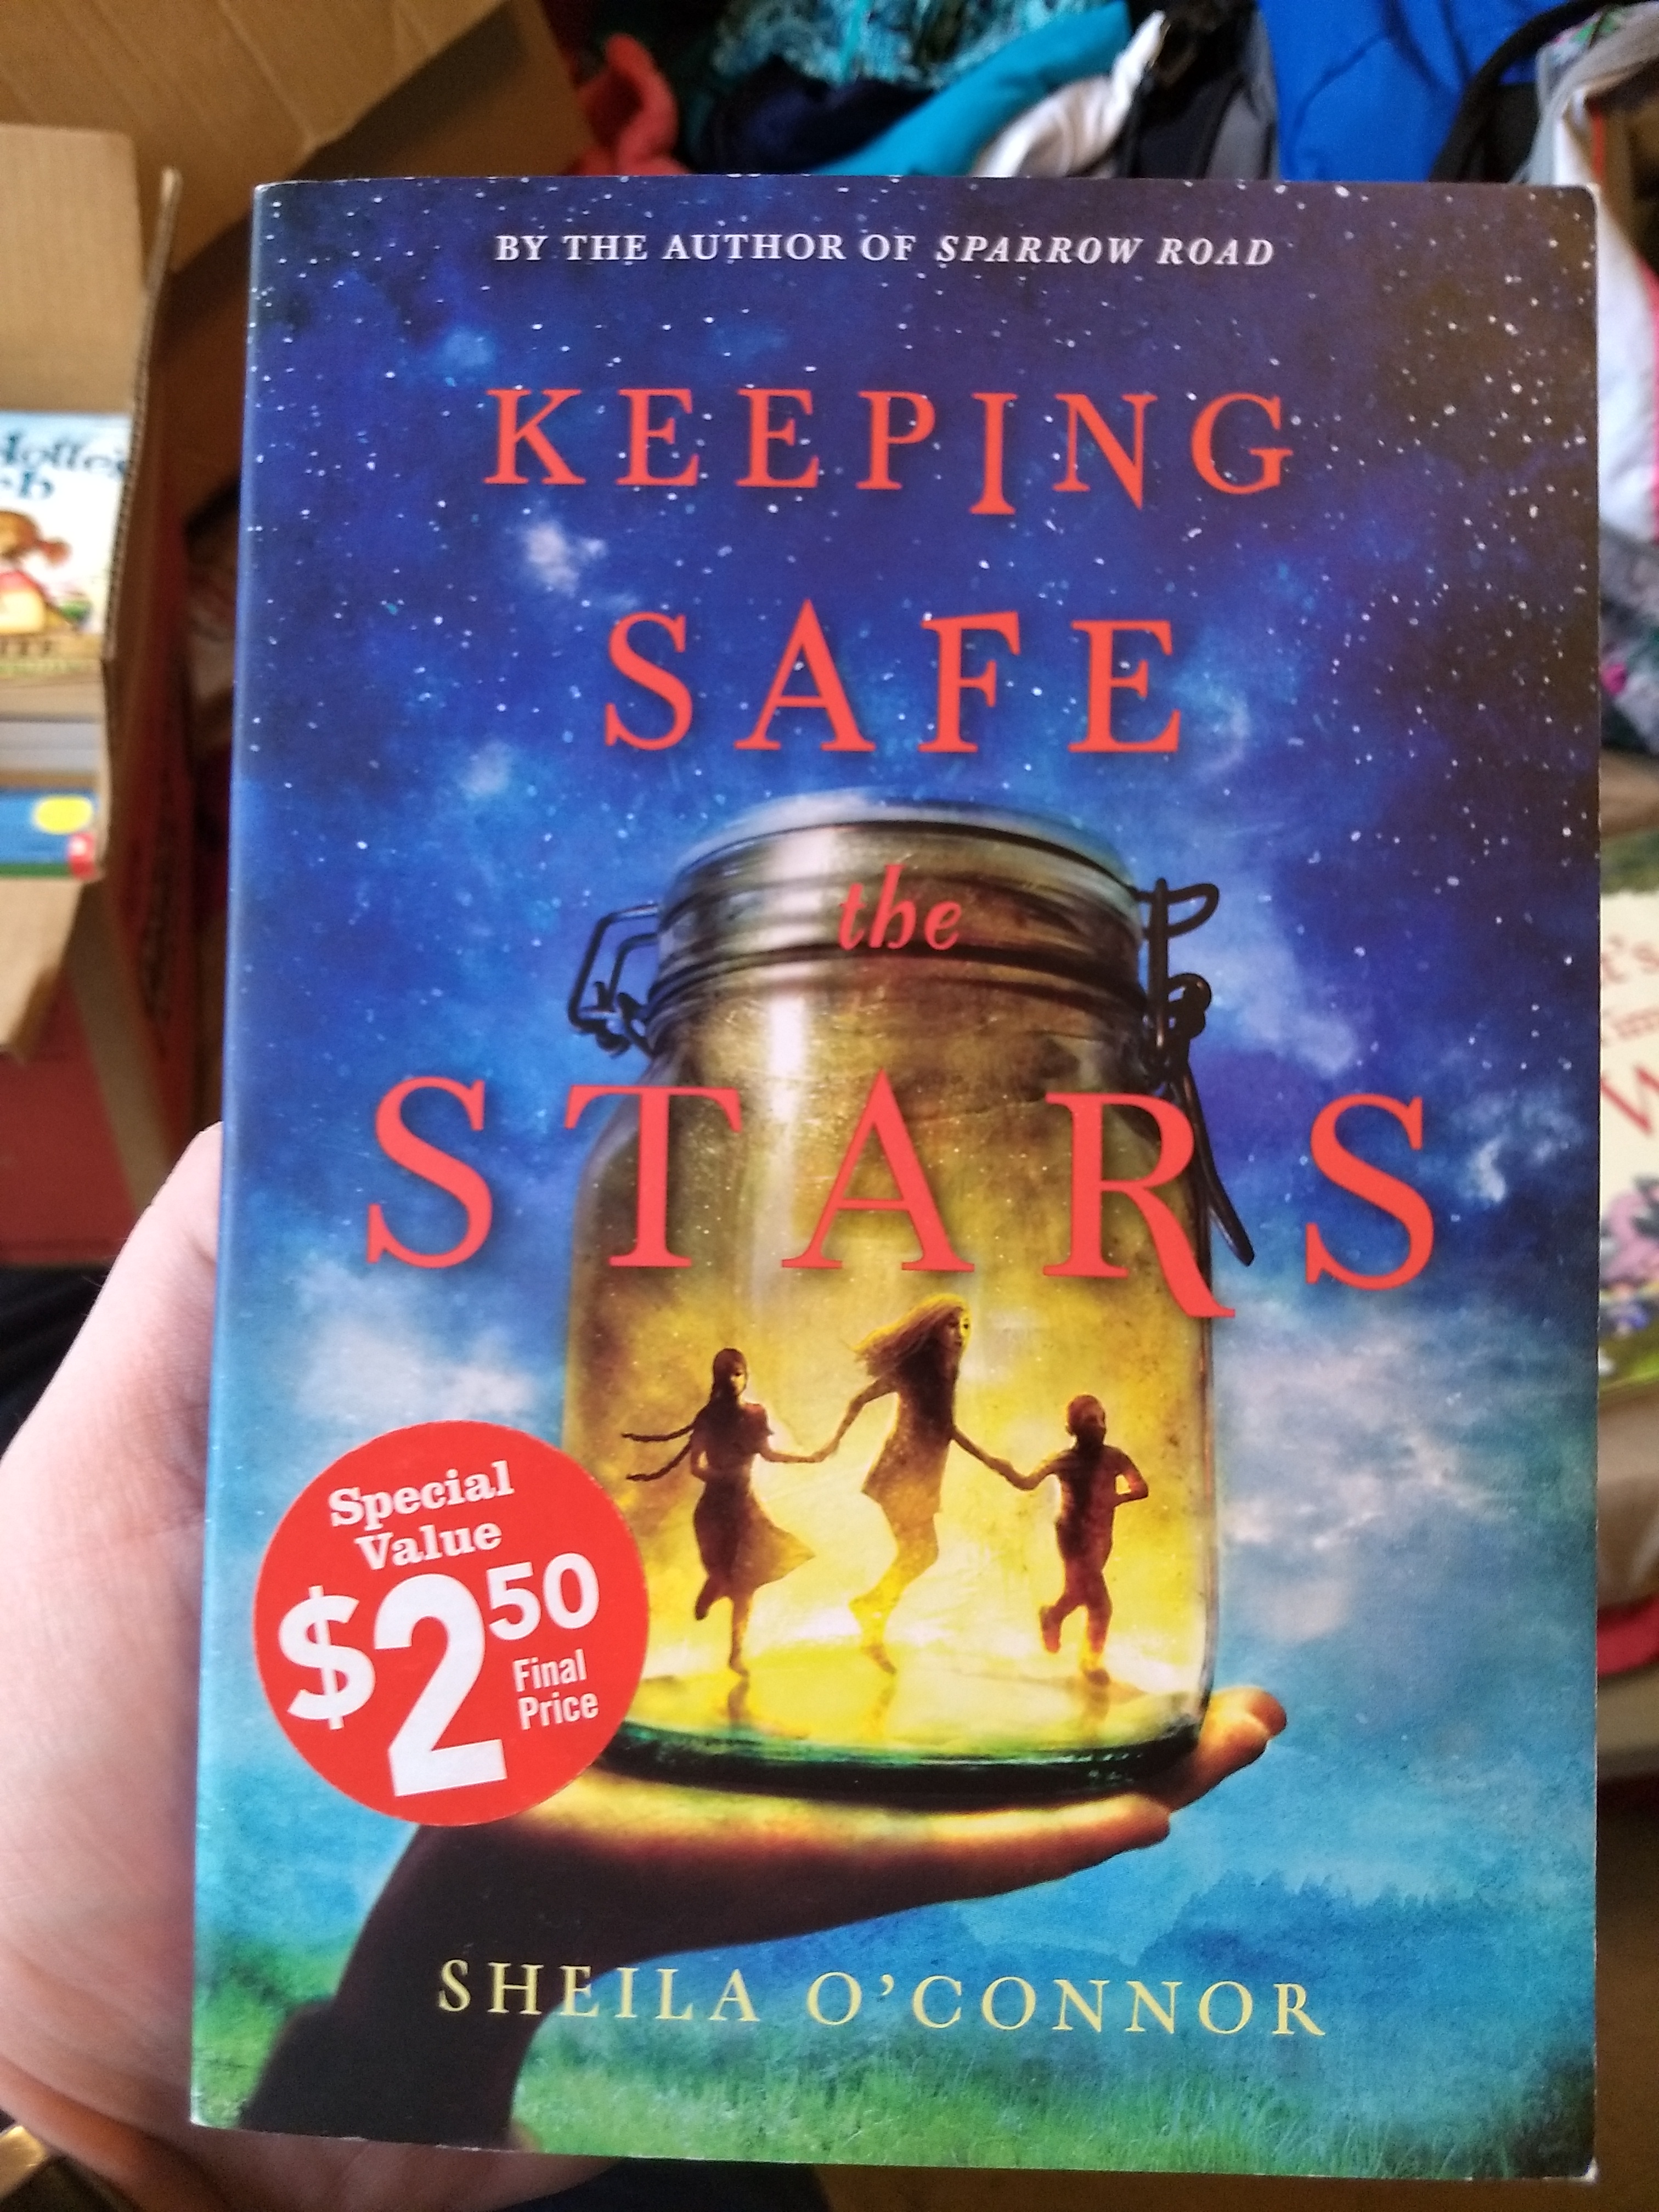 BY THE AUTHOR OF SPARROW ROAD
KEEPING
SAFE
the
STARS
Special
Value
$2.50
Final
Price
SHEILA O'CONNOR